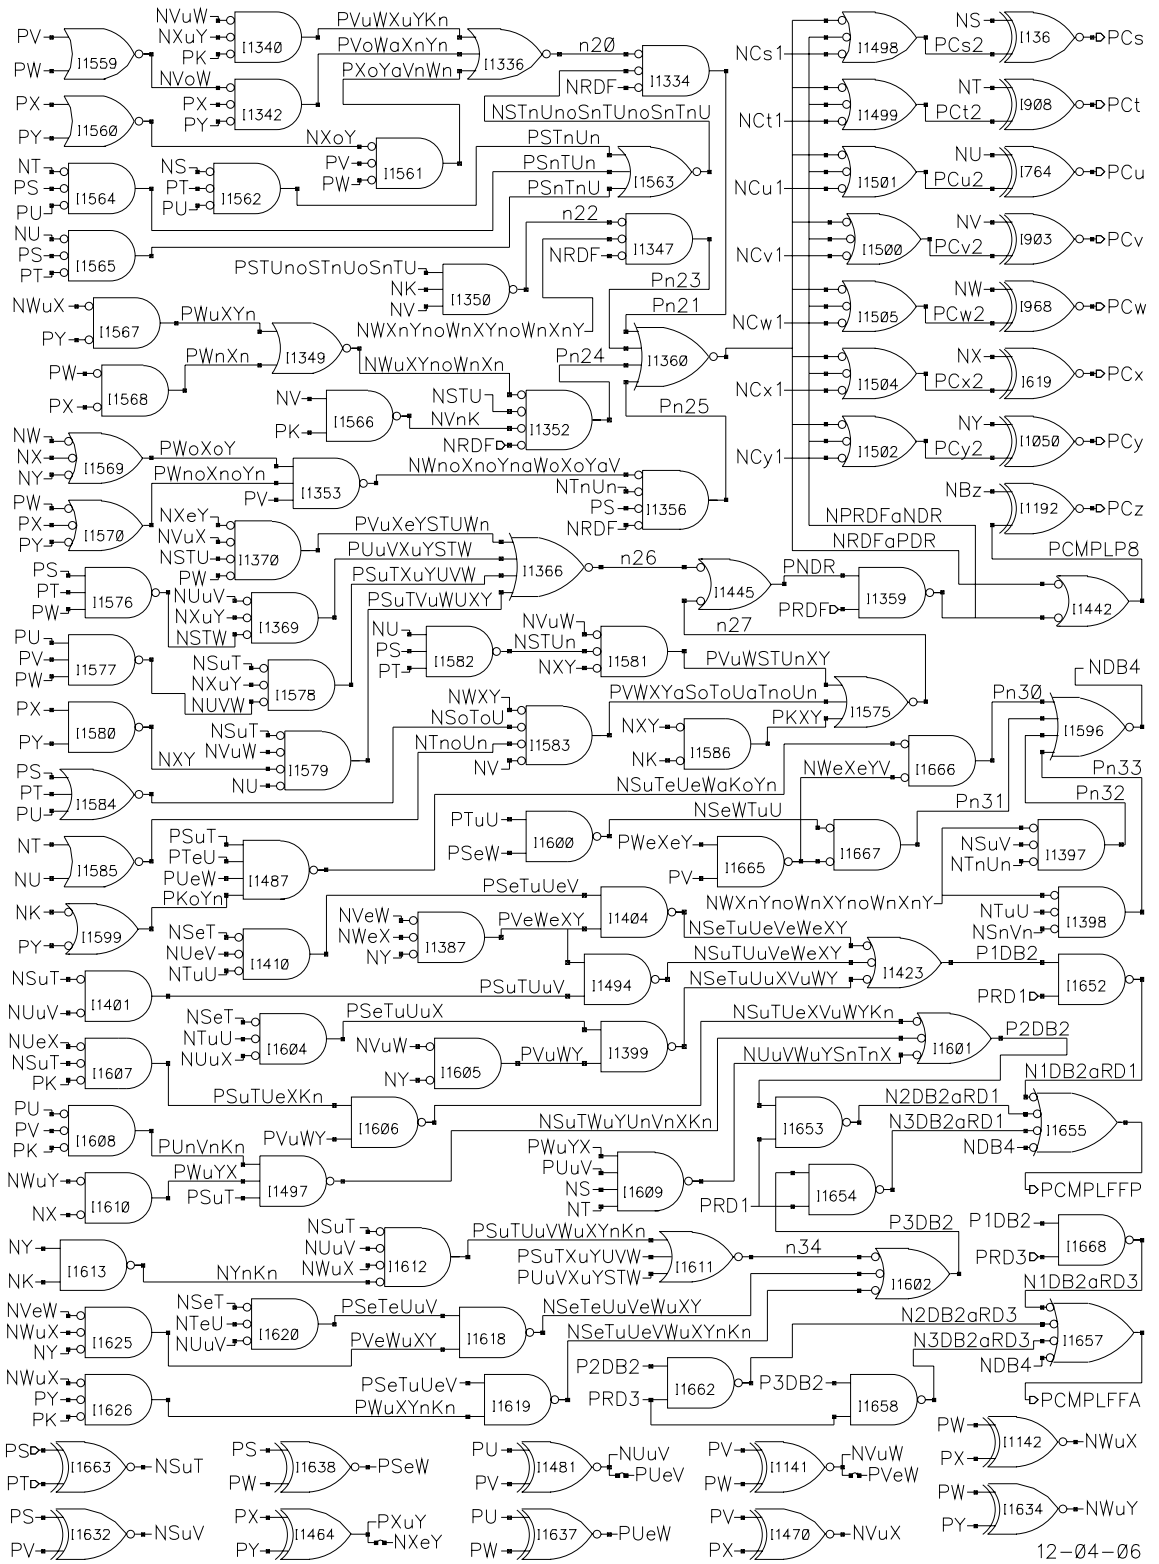 PV
PW
I1559
NVuW
NXuY
PK
I1340
PVuWXuYKn
PVoWaXnYn
PXoYaVnWn
I1336
n20
I1334
NRDF
NSTnUnoSnTUnoSnTnU
NCs1
I1498
PCs2
NS
I136
PCs
PX
PY
I1560
NVoW
PX
PY
I1342
NXoY
PV
PW
I1561
NCt1
I1499
PCt2
NT
I908
PCt
NT
PS
PU
I1564
NS
PT
PU
I1562
PSTnUn
PSnTUn
PSnTnU
I1563
NCu1
I1501
PCu2
NU
I764
PCu
NU
PS
PT
I1565
n22
NRDF
I1347
PSTUnoSTnUoSnTU
NK
NV
I1350
NCv1
I1500
PCv2
NV
I903
PCv
NWuX
PY
I1567
PWuXYn
PWnXn
I1349
NWXnYnoWnXYnoWnXnY
Pn23
Pn21
Pn24
I1360
Pn25
NCw1
I1505
PCw2
NW
I968
PCw
PW
PX
I1568
NWuXYnoWnXn
NV
PK
I1566
NSTU
NVnK
NRDF
I1352
NCx1
I1504
PCx2
NX
I619
PCx
NW
NX
NY
I1569
PWoXoY
PWnoXnoYn
PV
I1353
NWnoXnoYnaWoXoYaV
NTnUn
PS
NRDF
I1356
NCy1
I1502
PCy2
NY
I1050
PCy
PW
PX
PY
I1570
NXeY
NVuX
NSTU
PW
I1370
PVuXeYSTUWn
PUuVXuYSTW
PSuTXuYUVW
PSuTVuWUXY
I1366
n26
I1445
PNDR
PRDF
I1359
NPRDFaNDR
NRDFaPDR
NBz
I1192
PCz
PCMPLP8
I1442
PS
PT
PW
I1576
NUuV
NXuY
NSTW
I1369
n27
PU
PV
PW
I1577
NSuT
NXuY
NUVW
I1578
NU
PS
PT
I1582
NVuW
NSTUn
NXY
I1581
PVuWSTUnXY
PVWXYaSoToUaTnoUn
PKXY
I1575
NDB4
PX
PY
I1580
NXY
NSuT
NVuW
NU
I1579
NWXY
NSoToU
NTnoUn
NV
I1583
NXY
NK
I1586
I1666
Pn30
I1596
Pn33
PS
PT
PU
I1584
NSuTeUeWaKoYn
NWeXeYV
Pn31
Pn32
NT
NU
I1585
PSuT
PTeU
PUeW
PKoYn
I1487
PTuU
PSeW
I1600
NSeWTuU
PWeXeY
PV
I1665
I1667
NSuV
NTnUn
I1397
NK
PY
I1599
NSeT
NUeV
NTuU
I1410
PSeTuUeV
NVeW
NWeX
NY
I1387
PVeWeXY
I1404
NWXnYnoWnXYnoWnXnY
NTuU
NSnVn
I1398
NSuT
NUuV
I1401
PSuTUuV
I1494
NSeTuUeVeWeXY
NSuTUuVeWeXY
NSeTuUuXVuWY
I1423
P1DB2
PRD1
I1652
NSeT
NTuU
NUuX
I1604
PSeTuUuX
NVuW
NY
I1605
PVuWY
I1399
NSuTUeXVuWYKn
NUuVWuYSnTnX
I1601
P2DB2
NUeX
NSuT
PK
I1607
PSuTUeXKn
PVuWY
I1606
NSuTWuYUnVnXKn
I1653
N1DB2aRD1
N2DB2aRD1
N3DB2aRD1
NDB4
I1655
PU
PV
PK
I1608
PUnVnKn
PWuYX
PSuT
I1497
PWuYX
PUuV
NS
NT
I1609
PRD1
I1654
PCMPLFFP
NWuY
NX
I1610
P3DB2
P1DB2
PRD3
I1668
NY
NK
I1613
NYnKn
NSuT
NUuV
NWuX
I1612
PSuTUuVWuXYnKn
PSuTXuYUVW
PUuVXuYSTW
I1611
n34
I1602
N1DB2aRD3
NVeW
NWuX
NY
I1625
NSeT
NTeU
NUuV
I1620
PSeTeUuV
PVeWuXY
I1618
NSeTeUuVeWuXY
NSeTuUeVWuXYnKn
N2DB2aRD3
N3DB2aRD3
NDB4
I1657
NWuX
PY
PK
I1626
PSeTuUeV
PWuXYnKn
I1619
P2DB2
PRD3
I1662
P3DB2
I1658
PCMPLFFA
PS
PT
I1663
NSuT
PS
PW
I1638
PSeW
PU
PV
I1481
NUuV
PUeV
PV
PW
I1141
NVuW
PVeW
PW
PX
I1142
NWuX
PS
PV
I1632
NSuV
PX
PY
I1464
PXuY
NXeY
PU
PW
I1637
PUeW
PV
PX
I1470
NVuX
PW
PY
I1634
NWuY
12-04-06